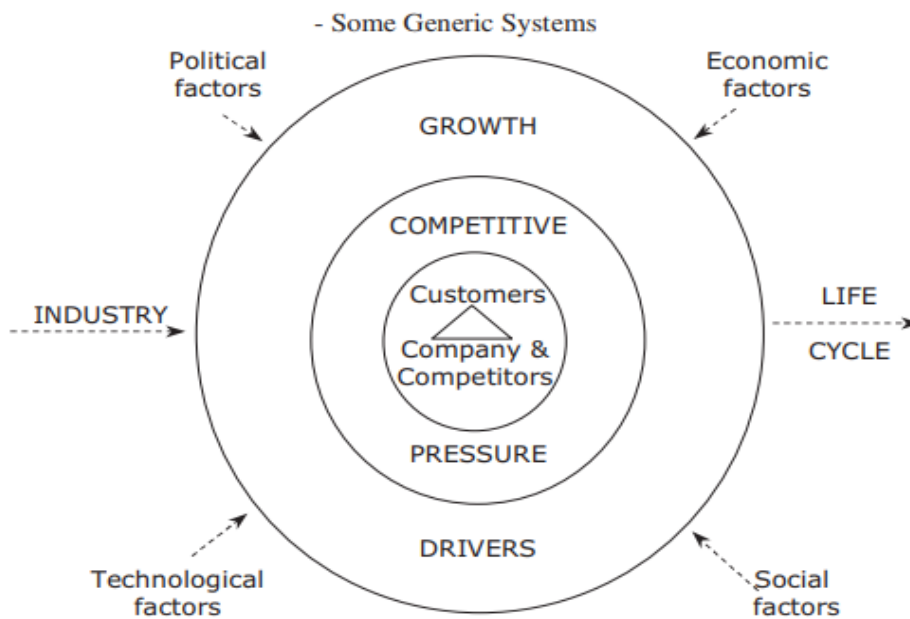 - Some Generic Systems
Political
factors
Economic
factors
GROWTH
COMPETITIVE
Customers
INDUSTRY
LIFE
CYCLE
Company &
Competitors
PRESSURE
DRIVERS
Technological
factors
Social
factors